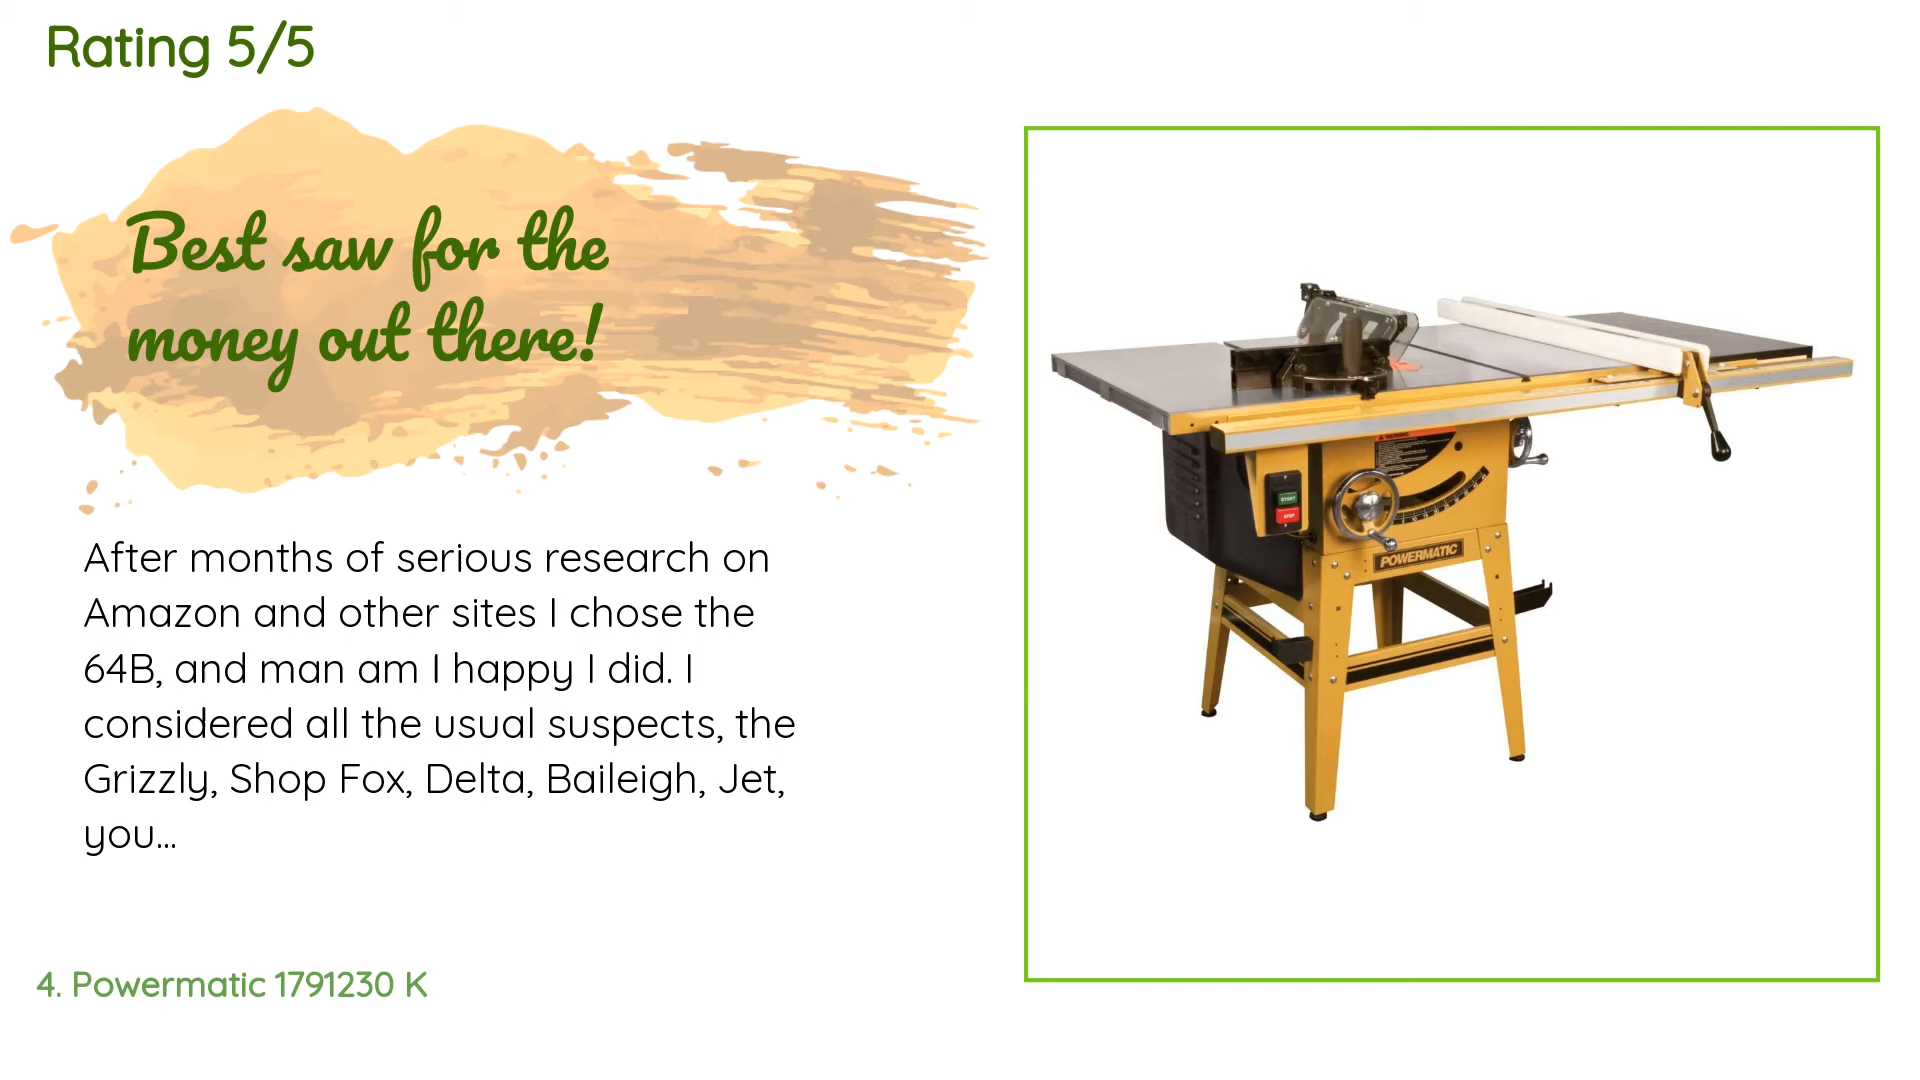 Rating 5/5
Best saw for the
money out there!
After months of serious research on
Amazon and other sites I chose the
64B, and man am I happy I did. I
considered all the usual suspects, the
Grizzly, Shop Fox, Delta, Baileigh, Jet,
you...
START
STOP
POWERMATIC
4. Powermatic 1791230 K